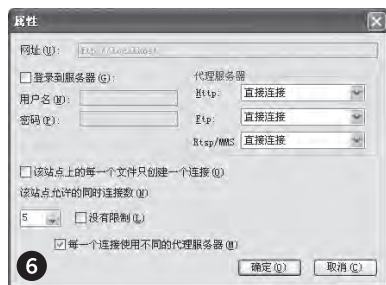 属性
网址(U): ftp://localhost
登录到服务器(G):
代理服务器
用户名(N):
Http: 直接连接
密码(P):
Ftp: 直接连接
Rtsp/MMS 直接连接
该站点上的每一个文件只创建一个连接(O)
该站点允许的同时连接数(N)
5 没有限制(L)
每一个连接使用不同的代理服务器(M)
6
确定(O) 取消(C)